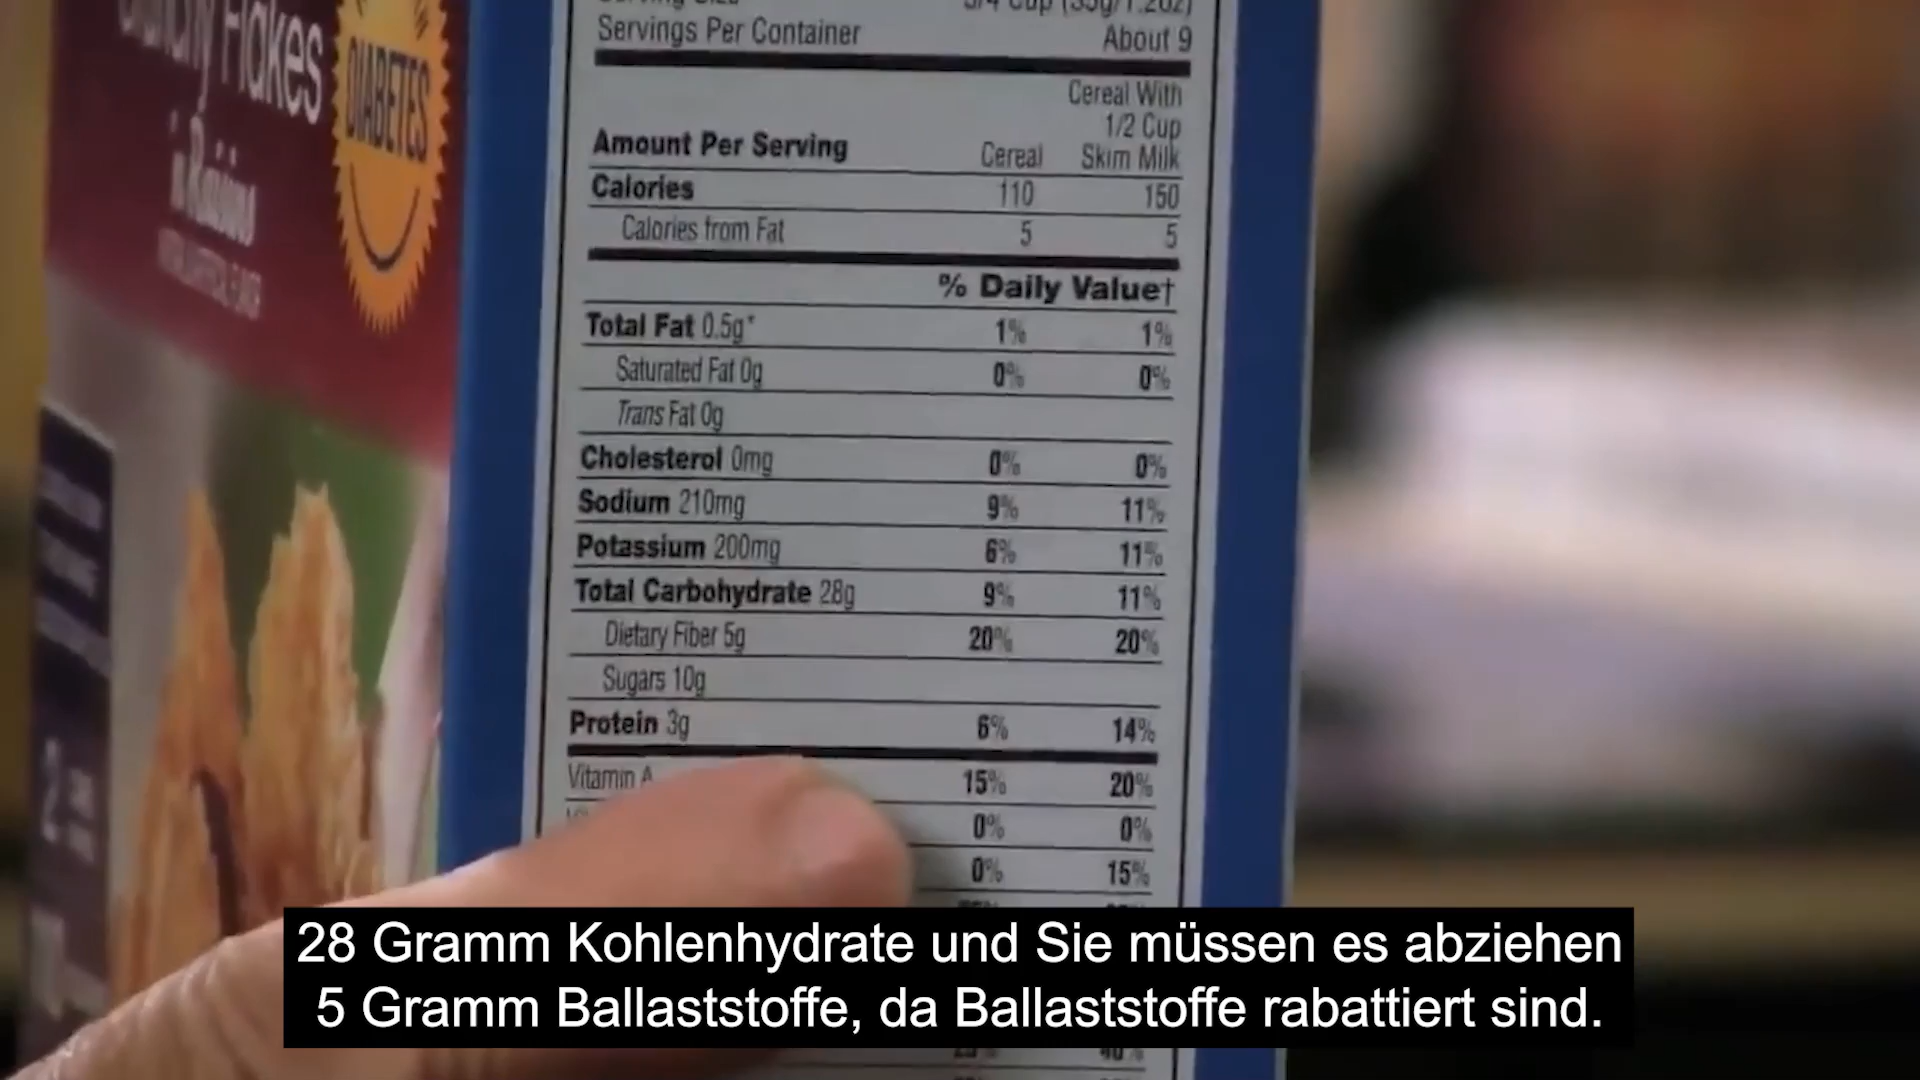 Crunchy Flakes
'n Raisins
DIABETES
Servings Per Container About 9
Cereal With
1/2 Cup
Amount Per Serving Cereal Skim Milk
Calories 110 150
Calories from Fat 5 5
% Daily Value†
Total Fat 0.5g* 1% 1%
Saturated Fat 0g 0% 0%
Trans Fat 0g
Cholesterol 0mg 0% 0%
Sodium 210mg 9% 11%
Potassium 200mg 6% 11%
Total Carbohydrate 28g 9% 11%
Dietary Fiber 5g 20% 20%
Sugars 10g
Protein 3g 6% 14%
Vitamin A 15% 20%
0% 0%
0% 15%
28 Gramm Kohlenhydrate und Sie müssen es abziehen
5 Gramm Ballaststoffe, da Ballaststoffe rabattiert sind.